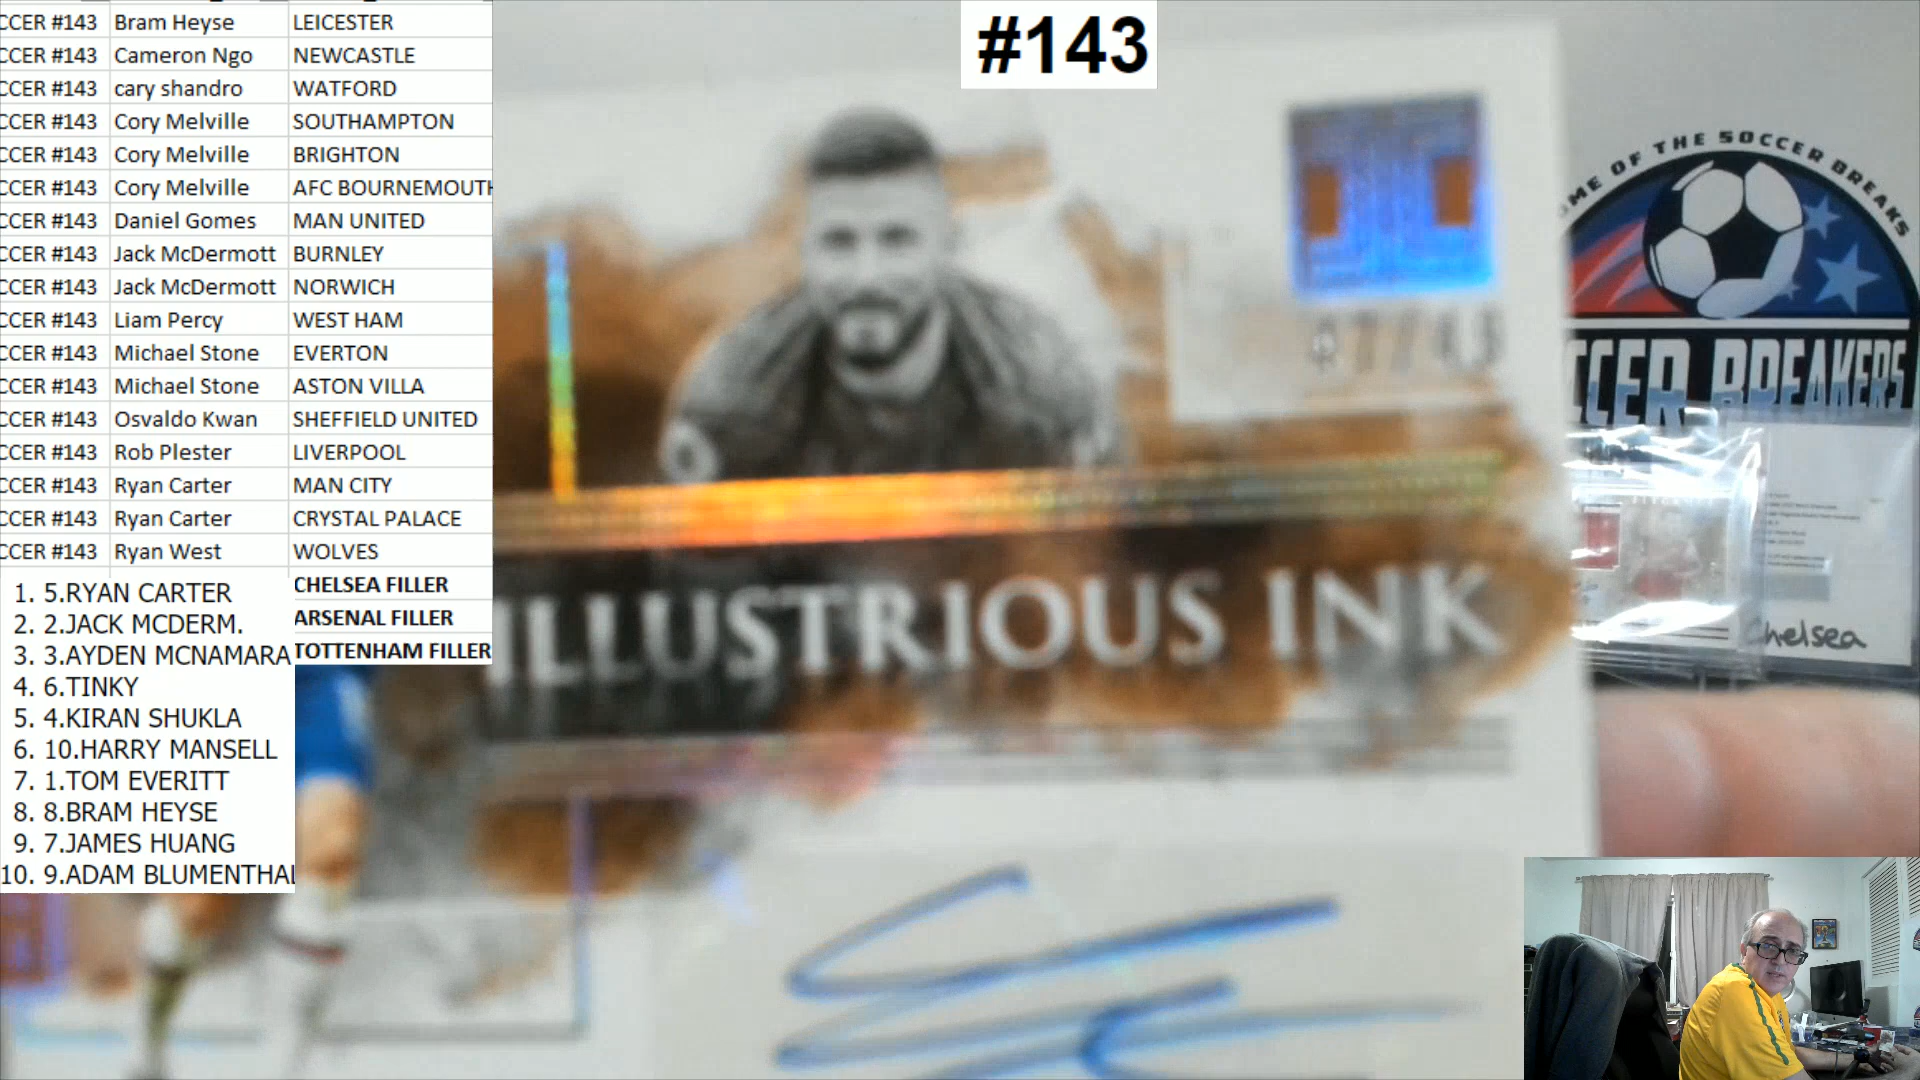 #143
CCER #143 Bram Heyse LEICESTER
CCER #143 Cameron Ngo NEWCASTLE
CCER #143 cary shandro WATFORD
CCER #143 Cory Melville SOUTHAMPTON
CCER #143 Cory Melville BRIGHTON
CCER #143 Cory Melville AFC BOURNEMOUTH
CCER #143 Daniel Gomes MAN UNITED
CCER #143 Jack McDermott BURNLEY
CCER #143 Jack McDermott NORWICH
CCER #143 Liam Percy WEST HAM
CCER #143 Michael Stone EVERTON
CCER #143 Michael Stone ASTON VILLA
CCER #143 Osvaldo Kwan SHEFFIELD UNITED
CCER #143 Rob Plester LIVERPOOL
CCER #143 Ryan Carter MAN CITY
CCER #143 Ryan Carter CRYSTAL PALACE
CCER #143 Ryan West WOLVES
CHELSEA FILLER
ARSENAL FILLER
TOTTENHAM FILLER
1. 5.RYAN CARTER
2. 2.JACK MCDERM.
3. 3.AYDEN MCNAMARA
4. 6.TINKY
5. 4.KIRAN SHUKLA
6. 10.HARRY MANSELL
7. 1.TOM EVERITT
8. 8.BRAM HEYSE
9. 7.JAMES HUANG
10. 9.ADAM BLUMENTHAL
ILLUSTRIOUS INK
ME OF THE SOCCER BREAKS
CCER BREAKERS
Chelsea